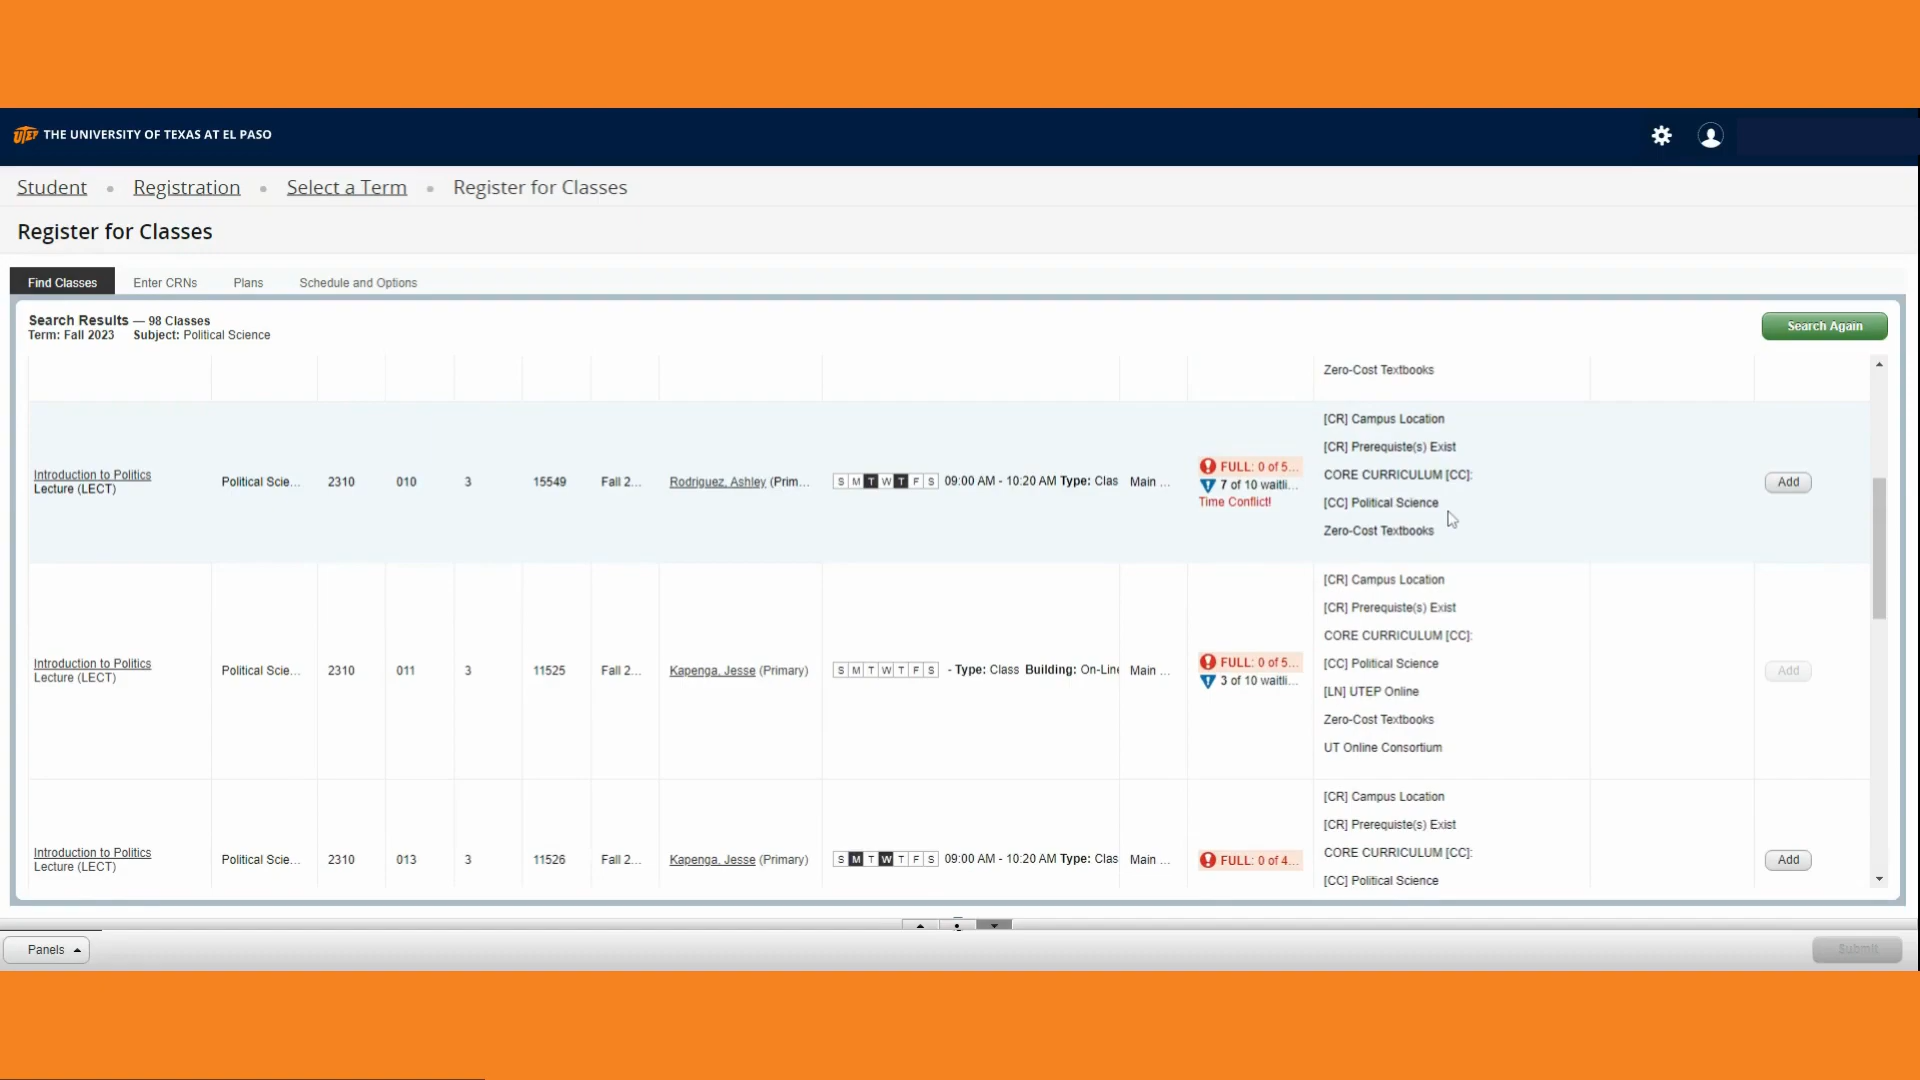 UTEP THE UNIVERSITY OF TEXAS AT EL PASO
Student • Registration • Select a Term • Register for Classes
Register for Classes
Find Classes Enter CRNs Plans Schedule and Options
Search Results — 98 Classes
Term: Fall 2023 Subject: Political Science
Search Again
Zero-Cost Textbooks
Introduction to Politics
Lecture (LECT)
Political Scie... 2310 010 3 15549 Fall 2... Rodriguez, Ashley (Prim... S M T W T F S 09:00 AM - 10:20 AM Type: Clas Main ...
FULL: 0 of 5...
7 of 10 waitli...
Time Conflict!
[CR] Campus Location
[CR] Prerequiste(s) Exist
CORE CURRICULUM [CC]:
[CC] Political Science
Zero-Cost Textbooks
Add
Introduction to Politics
Lecture (LECT)
Political Scie... 2310 011 3 11525 Fall 2... Kapenga, Jesse (Primary) S M T W T F S - Type: Class Building: On-Line Main ...
FULL: 0 of 5...
3 of 10 waitli...
[CR] Campus Location
[CR] Prerequiste(s) Exist
CORE CURRICULUM [CC]:
[CC] Political Science
[LN] UTEP Online
Zero-Cost Textbooks
UT Online Consortium
Add
Introduction to Politics
Lecture (LECT)
Political Scie... 2310 013 3 11526 Fall 2... Kapenga, Jesse (Primary) S M T W T F S 09:00 AM - 10:20 AM Type: Clas Main ...
FULL: 0 of 4...
[CR] Campus Location
[CR] Prerequiste(s) Exist
CORE CURRICULUM [CC]:
[CC] Political Science
Add
Panels
Submit